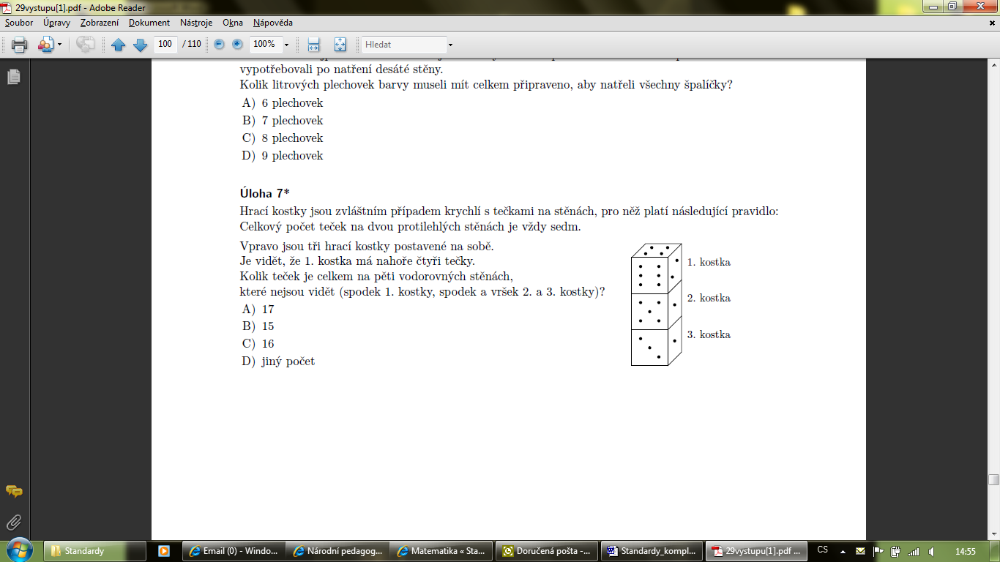 29vystupu[1].pdf - Adobe Reader
Soubor Úpravy Zobrazení Dokument Nástroje Okna Nápověda
100 / 110 100% Hledat
vypotřebovali po natření desáté stěny.
Kolik litrových plechovek barvy museli mít celkem připraveno, aby natřeli všechny špalíčky?
A) 6 plechovek
B) 7 plechovek
C) 8 plechovek
D) 9 plechovek
Úloha 7*
Hrací kostky jsou zvláštním případem krychlí s tečkami na stěnách, pro něž platí následující pravidlo:
Celkový počet teček na dvou protilehlých stěnách je vždy sedm.
Vpravo jsou tři hrací kostky postavené na sobě.
Je vidět, že 1. kostka má nahoře čtyři tečky.
Kolik teček je celkem na pěti vodorovných stěnách,
které nejsou vidět (spodek 1. kostky, spodek a vršek 2. a 3. kostky)?
A) 17
B) 15
C) 16
D) jiný počet
1. kostka
2. kostka
3. kostka
Standardy Email (0) - Windo... Národní pedagog... Matematika « Sta... Doručená pošta -... Standardy_kompl... 29vystupu[1].pdf ... CS 14:55